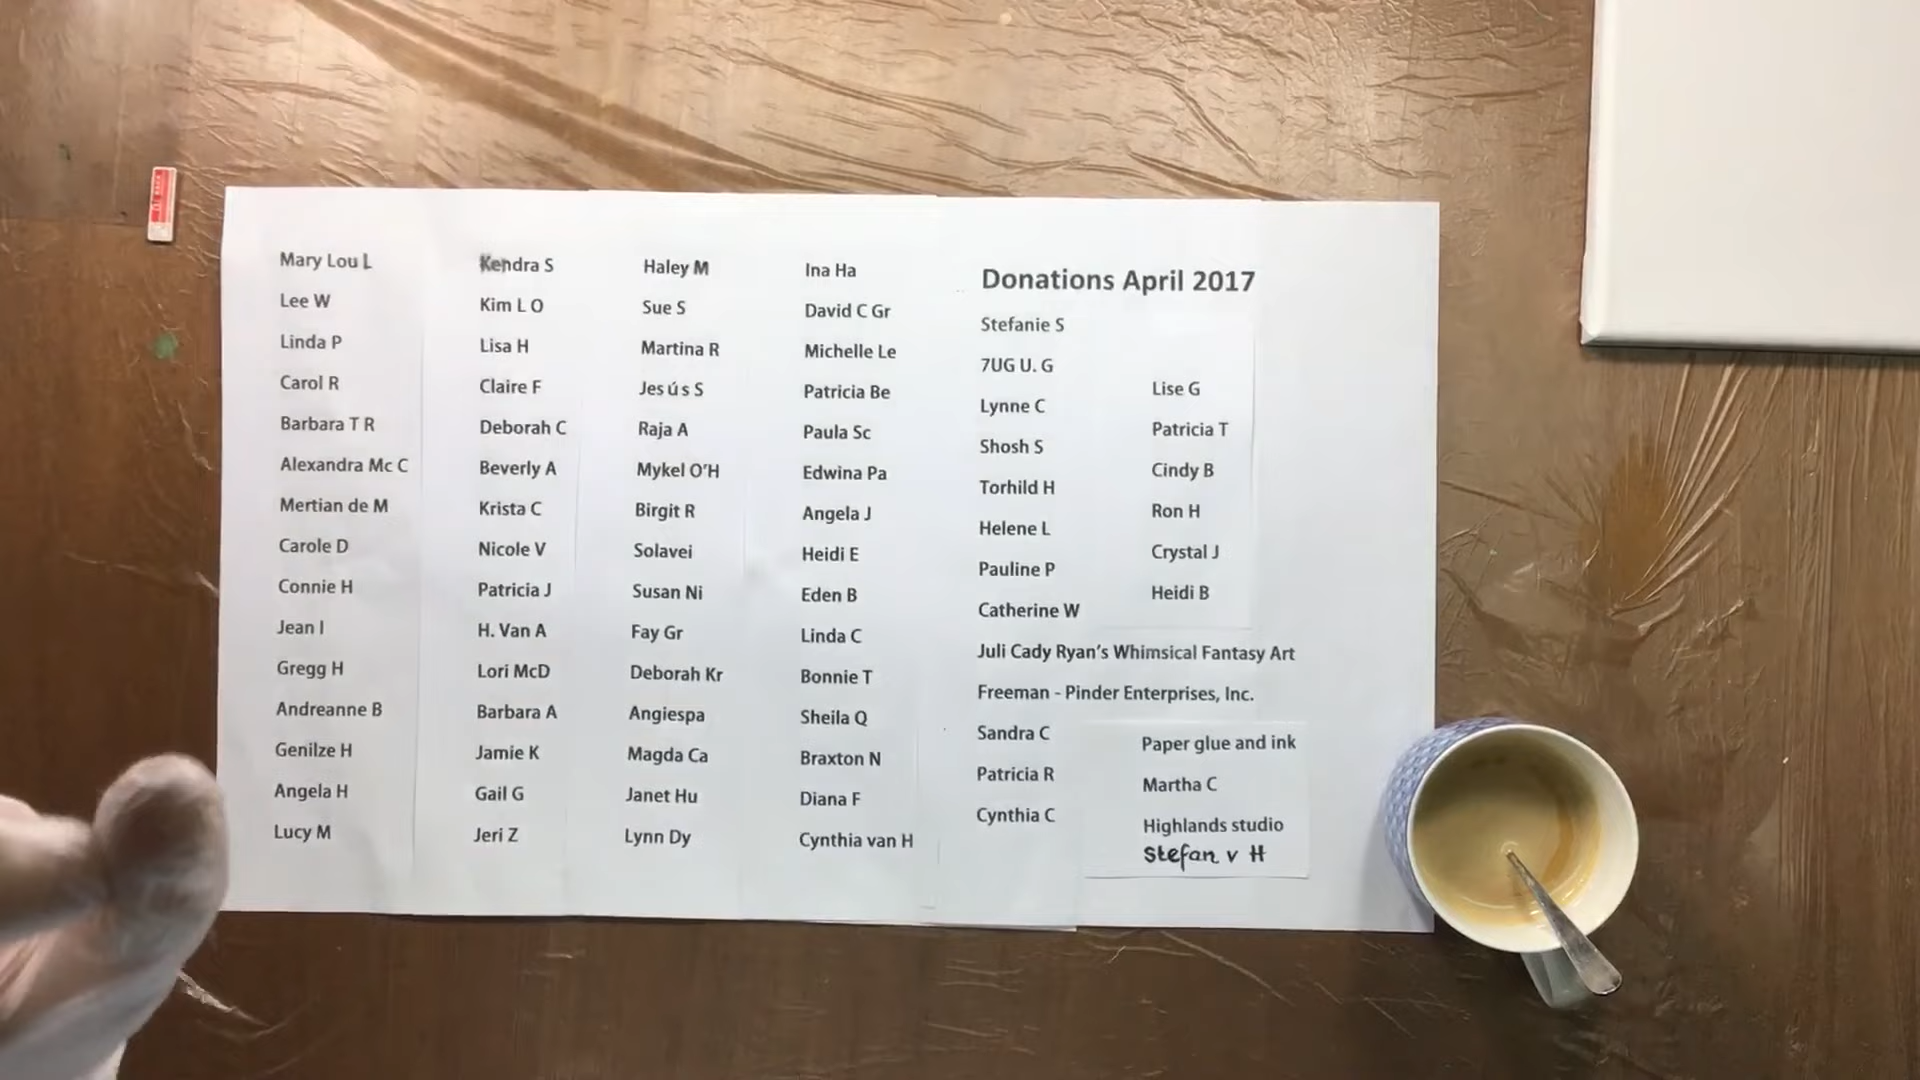 Mary Lou L
Lee W
Linda P
Carol R
Barbara T R
Alexandra Mc C
Mertian de M
Carole D
Connie H
Jean I
Gregg H
Andreanne B
Genilze H
Angela H
Lucy M
Kendra S
Kim L O
Lisa H
Claire F
Deborah C
Beverly A
Krista C
Nicole V
Patricia J
H. Van A
Lori McD
Barbara A
Jamie K
Gail G
Jeri Z
Haley M
Sue S
Martina R
Jesús S
Raja A
Mykel O’H
Birgit R
Solavei
Susan Ni
Fay Gr
Deborah Kr
Angiespa
Magda Ca
Janet Hu
Lynn Dy
Ina Ha
David C Gr
Michelle Le
Patricia Be
Paula Sc
Edwina Pa
Angela J
Heidi E
Eden B
Linda C
Bonnie T
Sheila Q
Braxton N
Diana F
Cynthia van H
Donations April 2017
Stefanie S
7UG U. G
Lynne C
Shosh S
Torhild H
Helene L
Pauline P
Catherine W
Juli Cady Ryan’s Whimsical Fantasy Art
Freeman - Pinder Enterprises, Inc.
Sandra C
Patricia R
Cynthia C
Lise G
Patricia T
Cindy B
Ron H
Crystal J
Heidi B
Paper glue and ink
Martha C
Highlands studio
Stefan v H